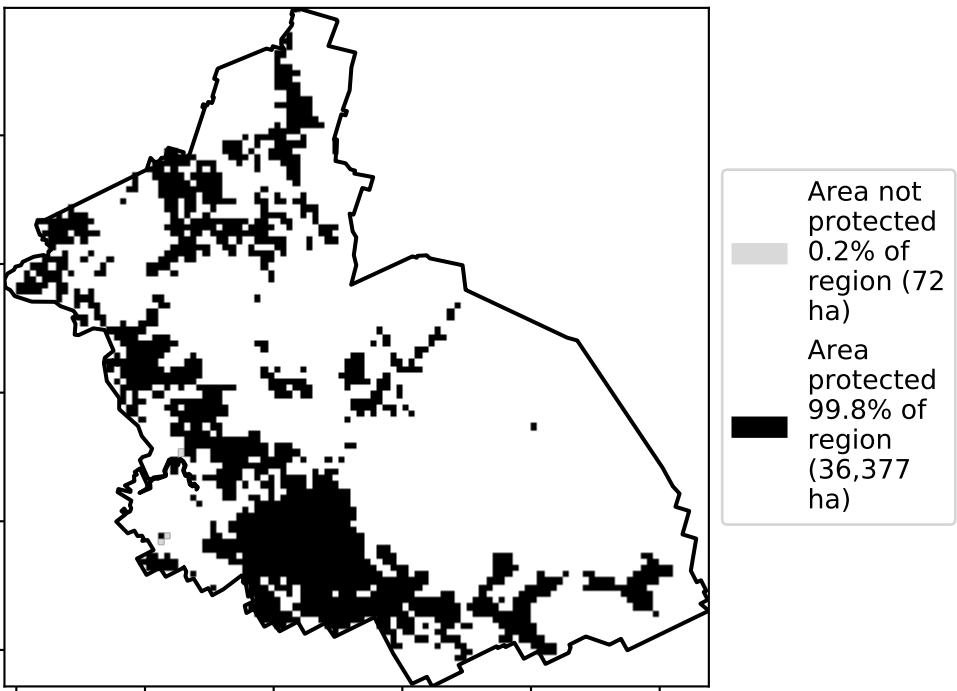 Area not
protected
0.2% of
region (72
ha)
Area
protected
99.8% of
region
(36,377
ha)